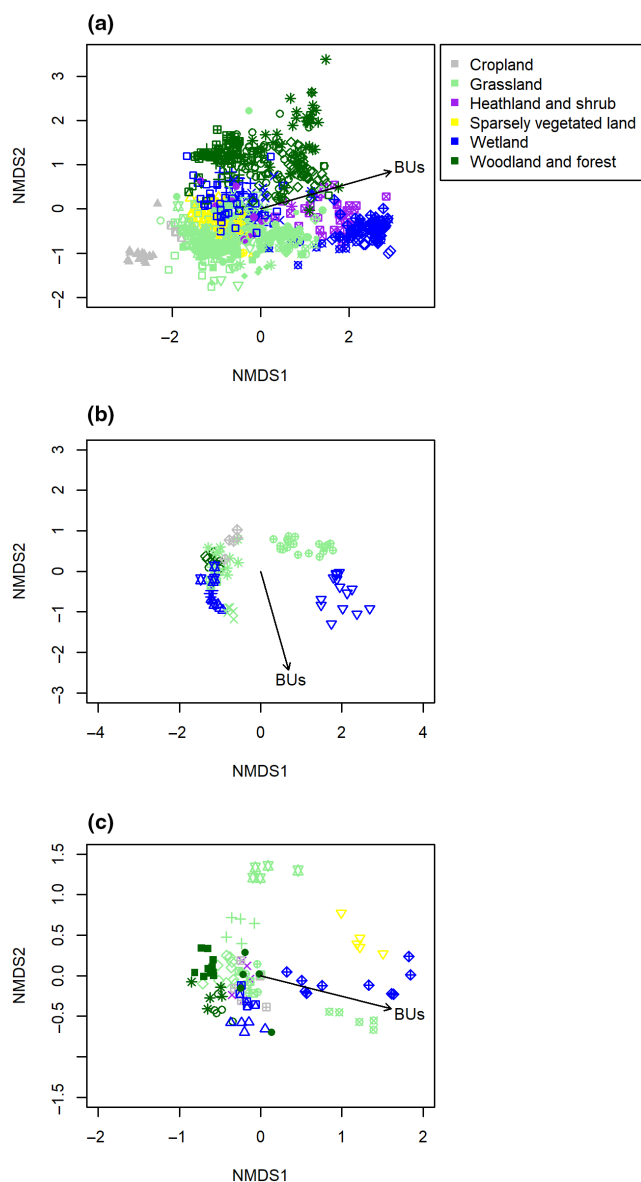 (a)
3
2
1
0
−1
−2
NMDS2
BUs
−2
0
2
NMDS1
Cropland
Grassland
Heathland and shrub
Sparsely vegetated land
Wetland
Woodland and forest
(b)
3
2
1
0
−1
−2
−3
NMDS2
BUs
−4
−2
0
2
4
NMDS1
(c)
1.5
1.0
0.5
0.0
−0.5
−1.5
NMDS2
BUs
−2
−1
0
1
2
NMDS1